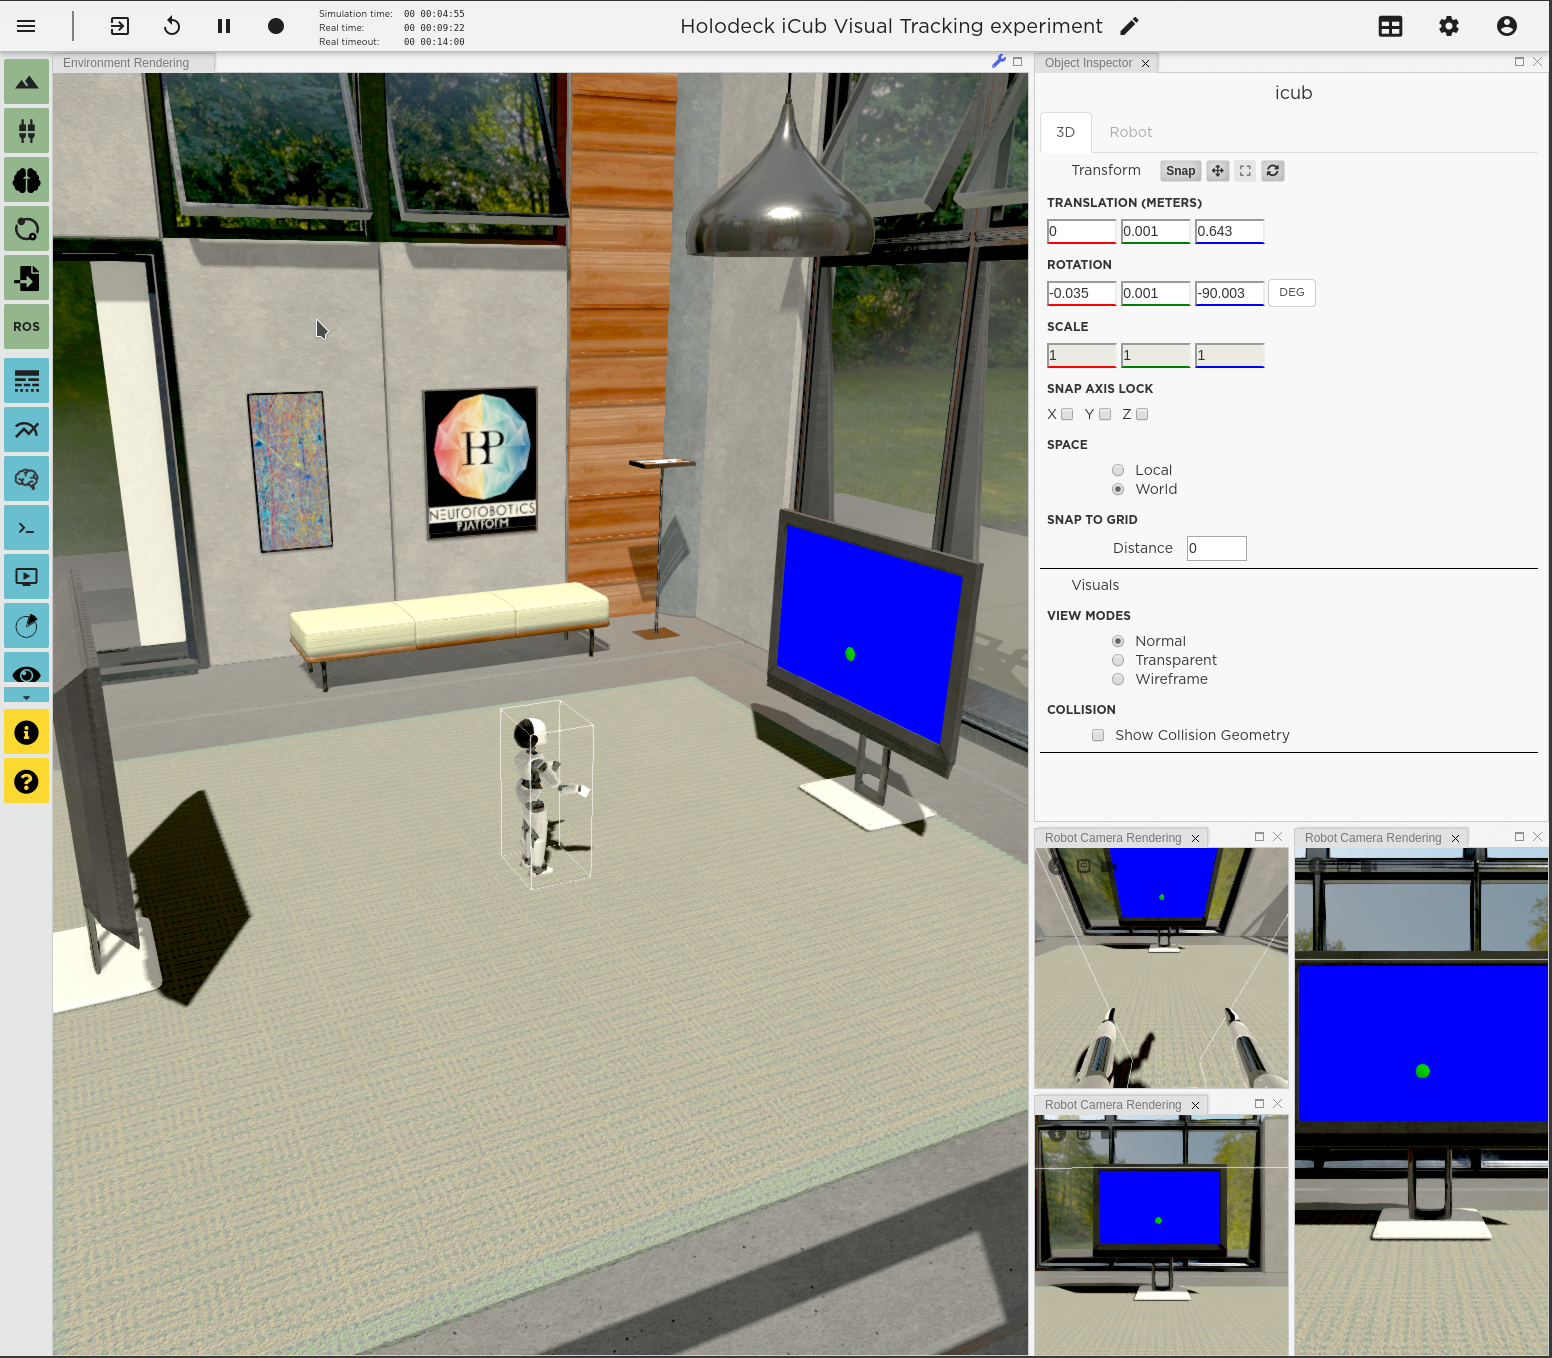 Simulation time: 00 00:04:55
Real time: 00 00:09:22
Real timeout: 00 00:14:00
Holodeck iCub Visual Tracking experiment
Environment Rendering
ROS
HP
NEUROROBOTICS
PLATFORM
Object Inspector
icub
3D Robot
Transform Snap
TRANSLATION (METERS)
0 0.001 0.643
ROTATION
-0.035 0.001 -90.003 DEG
SCALE
1 1 1
SNAP AXIS LOCK
X Y Z
SPACE
Local
World
SNAP TO GRID
Distance 0
Visuals
VIEW MODES
Normal
Transparent
Wireframe
COLLISION
Show Collision Geometry
Robot Camera Rendering
Robot Camera Rendering
Robot Camera Rendering